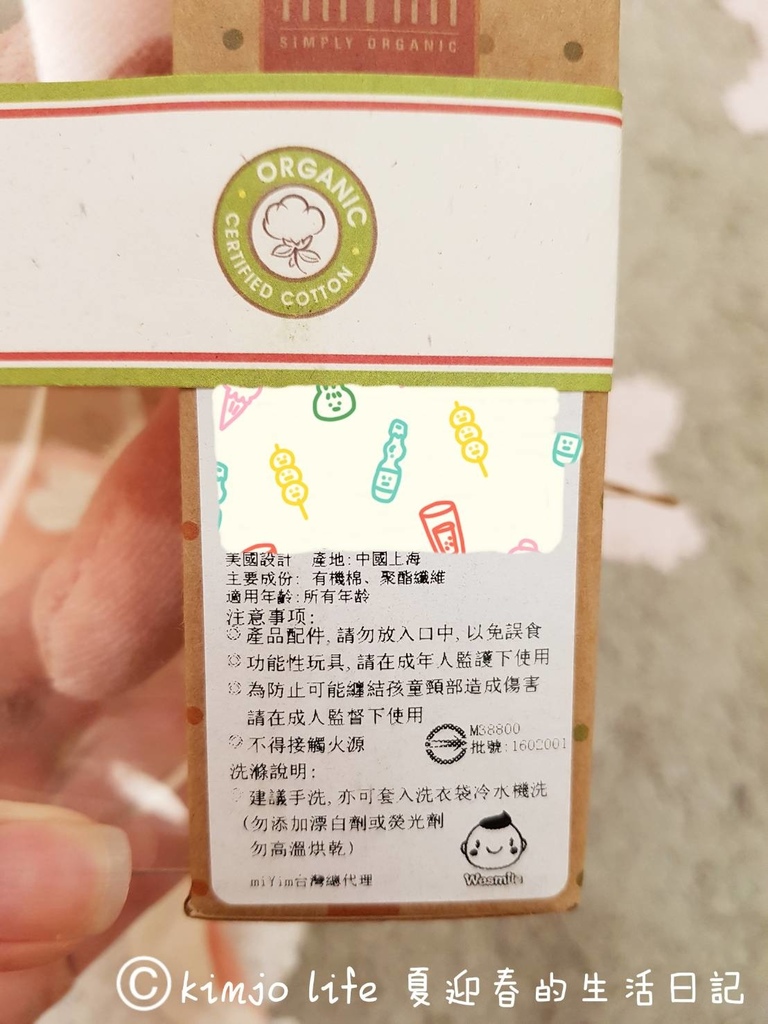 SIMPLY ORGANIC
ORGANIC
CERTIFIED COTTON
美國設計 產地:中國上海
主要成份: 有機棉、聚酯纖維
適用年齡:所有年齡
注意事项:
產品配件, 請勿放入口中, 以免誤食
功能性玩具, 請在成年人監護下使用
為防止可能纏結孩童頸部造成傷害
請在成人監督下使用
不得接觸火源
M38800
批號:1602001
洗滌說明:
建議手洗, 亦可套入洗衣袋冷水機洗
(勿添加漂白劑或熒光劑
勿高溫烘乾)
miYim台灣總代理
Wesmile
©kimjo life 夏迎春的生活日記